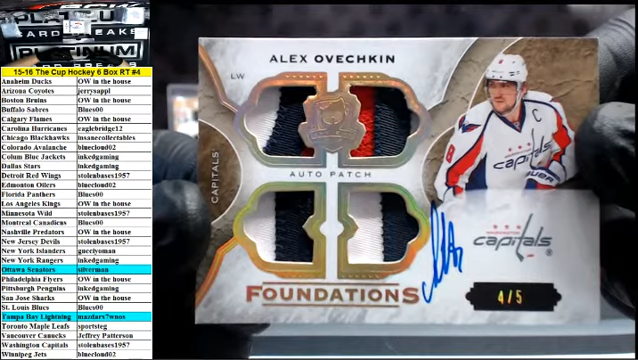 PLATINUM
PLATINUM
15-16 The Cup Hockey 6 Box RT #4
Anaheim Ducks OW in the house
Arizona Coyotes jerrysappl
Boston Bruins OW in the house
Buffalo Sabres Blues00
Calgary Flames OW in the house
Carolina Hurricanes caglebridge12
Chicago Blackhawks insanecollectables
Colorado Avalanche bluecloud02
Colum Blue Jackets inkedgaming
Dallas Stars inkedgaming
Detroit Red Wings stolenbases1957
Edmonton Oilers bluecloud02
Florida Panthers Blues00
Los Angeles Kings OW in the house
Minnesota Wild stolenbases1957
Montreal Canadiens Blues00
Nashville Predators OW in the house
New Jersey Devils stolenbases1957
New York Islanders
New York Rangers inkedgaming
Ottawa Senators silverman
Philadelphia Flyers OW in the house
Pittsburgh Penguins inkedgaming
San Jose Sharks OW in the house
St. Louis Blues Blues00
Tampa Bay Lightning
Toronto Maple Leafs sportsteg
Vancouver Canucks Jeffrey Patterson
Washington Capitals stolenbases1957
Winnipeg Jets bluecloud02
ALEX OVECHKIN
LW
CAPITALS
AUTO PATCH
FOUNDATIONS
C
8
capitals
WASHINGTON
capitals
4/5